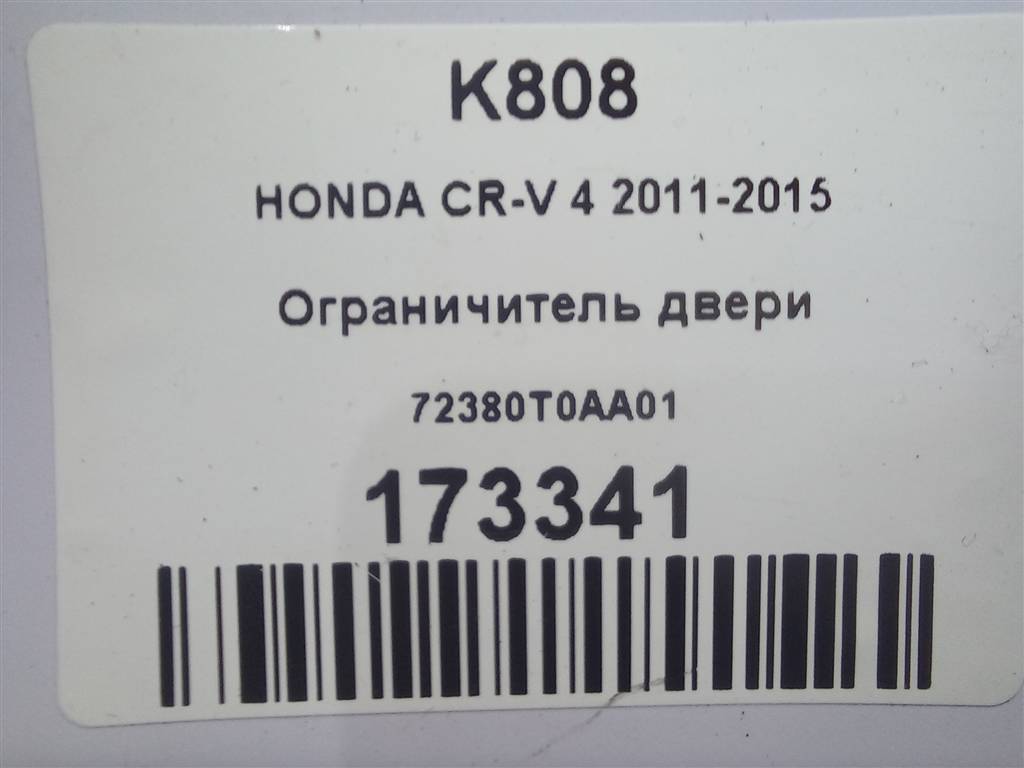 K808
HONDA CR-V 4 2011-2015
Ограничитель двери
72380T0AA01
173341